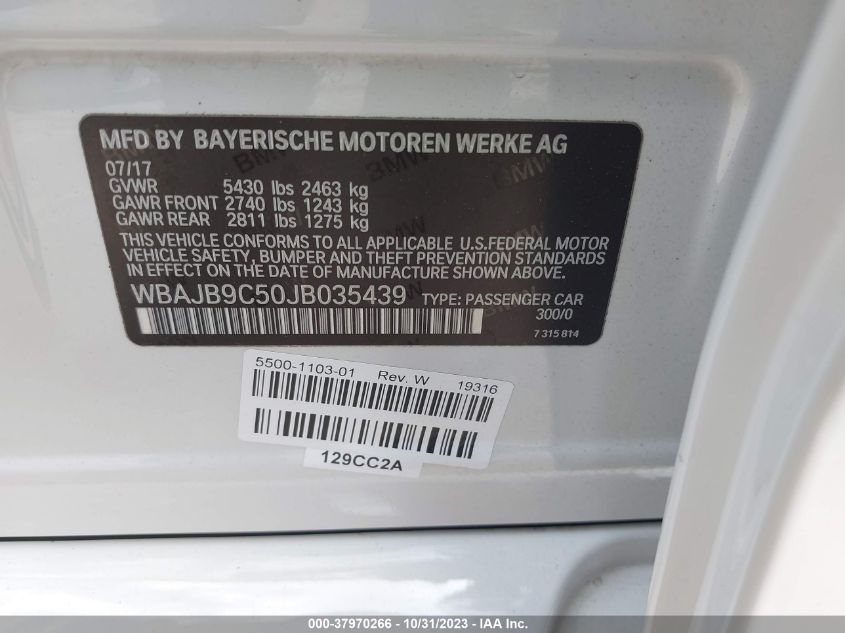 MFD BY BAYERISCHE MOTOREN WERKE AG
07/17
GVWR 5430 lbs 2463 kg
GAWR FRONT 2740 lbs 1243 kg
GAWR REAR 2811 lbs 1275 kg
THIS VEHICLE CONFORMS TO ALL APPLICABLE U.S.FEDERAL MOTOR
VEHICLE SAFETY, BUMPER AND THEFT PREVENTION STANDARDS
IN EFFECT ON THE DATE OF MANUFACTURE SHOWN ABOVE.
WBAJB9C50JB035439 TYPE: PASSENGER CAR
300/0
7 315 814
5500-1103-01 Rev. W 19316
129CC2A
000-37970266 - 10/31/2023 - IAA Inc.